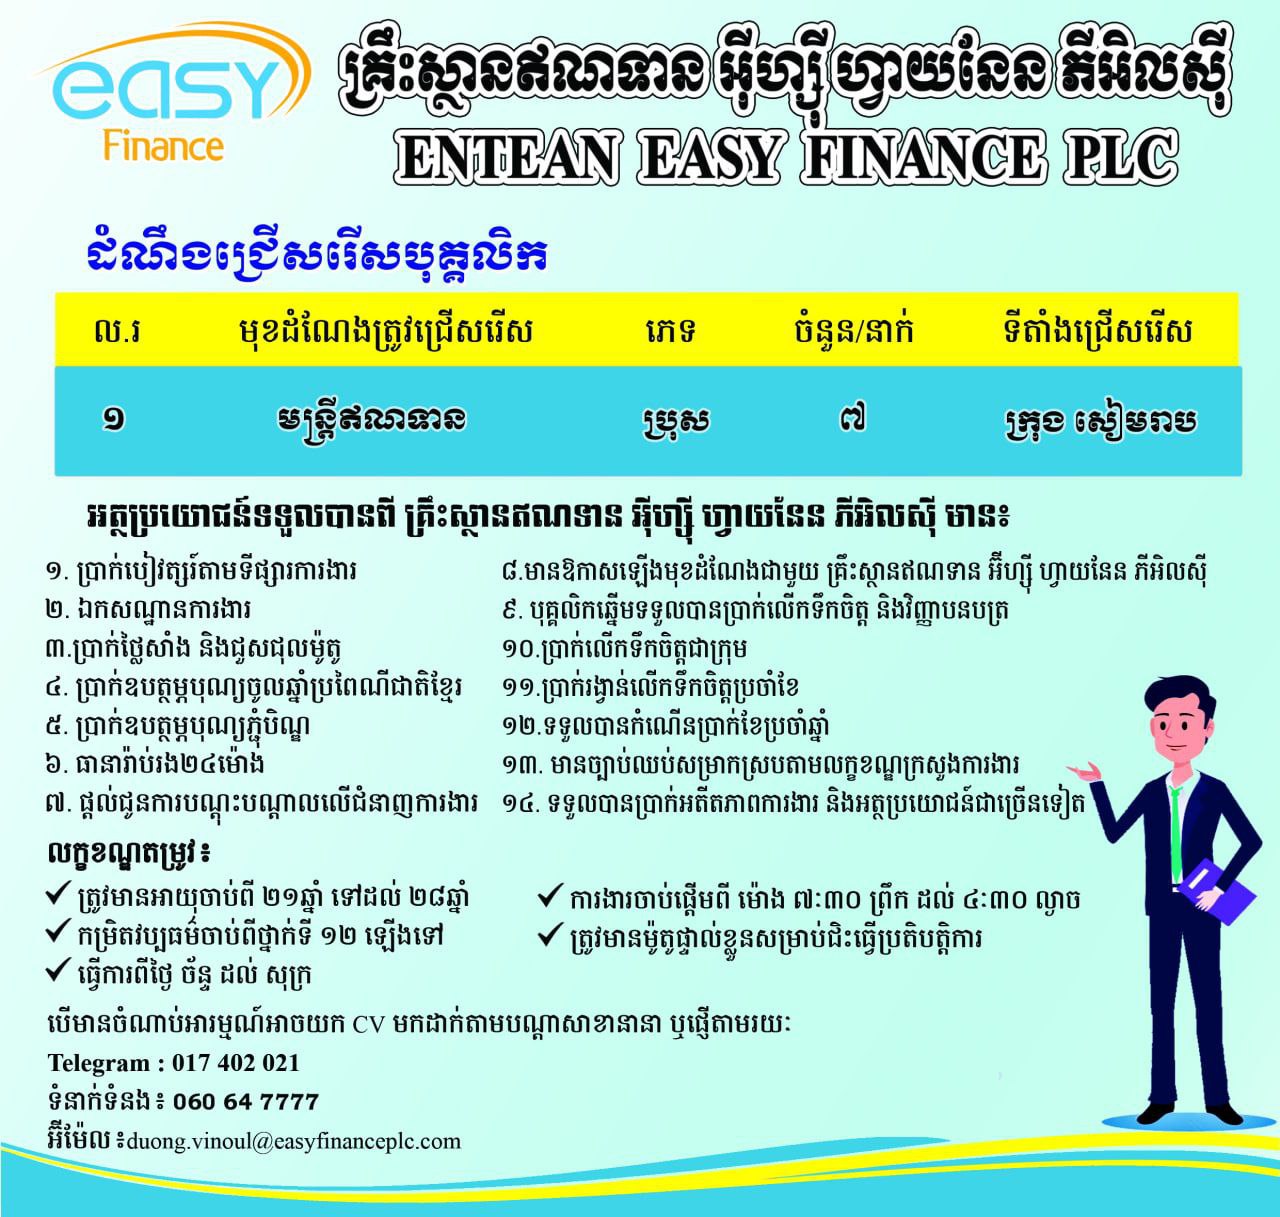 easy
Finance
គ្រឹះស្ថានឥណទាន អ៊ីហ្ស៊ី ហ្វាយនែន ភីអិលស៊ី
ENTEAN EASY FINANCE PLC
ដំណឹងជ្រើសរើសបុគ្គលិក
ល.រ មុខដំណែងត្រូវជ្រើសរើស ភេទ ចំនួន/នាក់ ទីតាំងជ្រើសរើស
១ មន្ត្រីឥណទាន ប្រុស ៧ ក្រុង សៀមរាប
អត្ថប្រយោជន៍ទទួលបានពី គ្រឹះស្ថានឥណទាន អ៊ីហ្ស៊ី ហ្វាយនែន ភីអិលស៊ី មាន៖
១. ប្រាក់បៀវត្សរ៍តាមទីផ្សារការងារ
២. ឯកសណ្ឋានការងារ
៣.ប្រាក់ថ្លៃសាំង និងជួសជុលម៉ូតូ
៤. ប្រាក់ឧបត្ថម្ភបុណ្យចូលឆ្នាំប្រពៃណីជាតិខ្មែរ
៥. ប្រាក់ឧបត្ថម្ភបុណ្យភ្ជុំបិណ្ឌ
៦. ធានារ៉ាប់រង២៤ម៉ោង
៧. ផ្តល់ជូនការបណ្តុះបណ្តាលលើជំនាញការងារ
៨.មានឱកាសឡើងមុខដំណែងជាមួយ គ្រឹះស្ថានឥណទាន អ៊ីហ្ស៊ី ហ្វាយនែន ភីអិលស៊ី
៩. បុគ្គលិកឆ្នើមទទួលបានប្រាក់លើកទឹកចិត្ត និងវិញ្ញាបនបត្រ
១០.ប្រាក់លើកទឹកចិត្តជាក្រុម
១១.ប្រាក់រង្វាន់លើកទឹកចិត្តប្រចាំខែ
១២.ទទួលបានកំណើនប្រាក់ខែប្រចាំឆ្នាំ
១៣. មានច្បាប់ឈប់សម្រាកស្របតាមលក្ខខណ្ឌក្រសួងការងារ
១៤. ទទួលបានប្រាក់អតីតភាពការងារ និងអត្ថប្រយោជន៍ជាច្រើនទៀត
លក្ខខណ្ឌតម្រូវ៖
ត្រូវមានអាយុចាប់ពី ២១ឆ្នាំ ទៅដល់ ២៨ឆ្នាំ
កម្រិតវប្បធម៌ចាប់ពីថ្នាក់ទី ១២ ឡើងទៅ
ធ្វើការពីថ្ងៃ ច័ន្ទ ដល់ សុក្រ
ការងារចាប់ផ្តើមពី ម៉ោង ៧:៣០ ព្រឹក ដល់ ៤:៣០ ល្ងាច
ត្រូវមានម៉ូតូផ្ទាល់ខ្លួនសម្រាប់ជិះធ្វើប្រតិបត្តិការ
បើមានចំណាប់អារម្មណ៍អាចយក CV មកដាក់តាមបណ្តាសាខានានា ឬផ្ញើតាមរយៈ
Telegram : 017 402 021
ទំនាក់ទំនង៖ 060 64 7777
អ៊ីម៉ែល៖duong.vinoul@easyfinanceplc.com